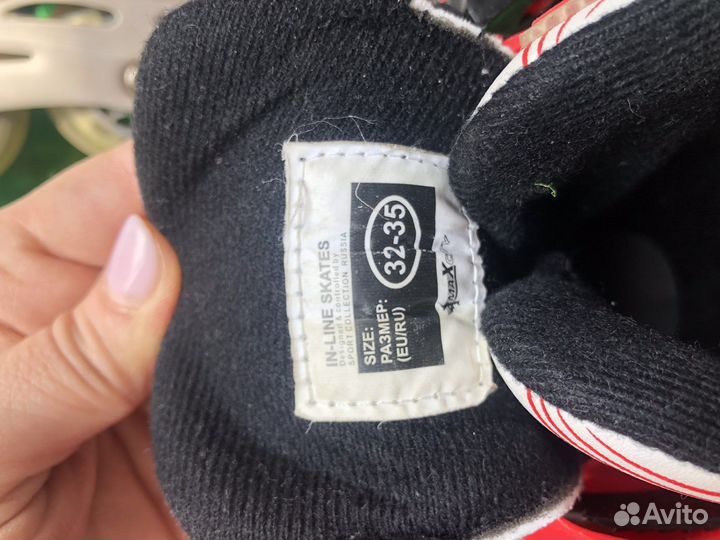 IN-LINE SKATES
Designed & controlled by
SPORT COLLECTION RUSSIA
SIZE:
РАЗМЕР:
(EU/RU)
32-35
Avito